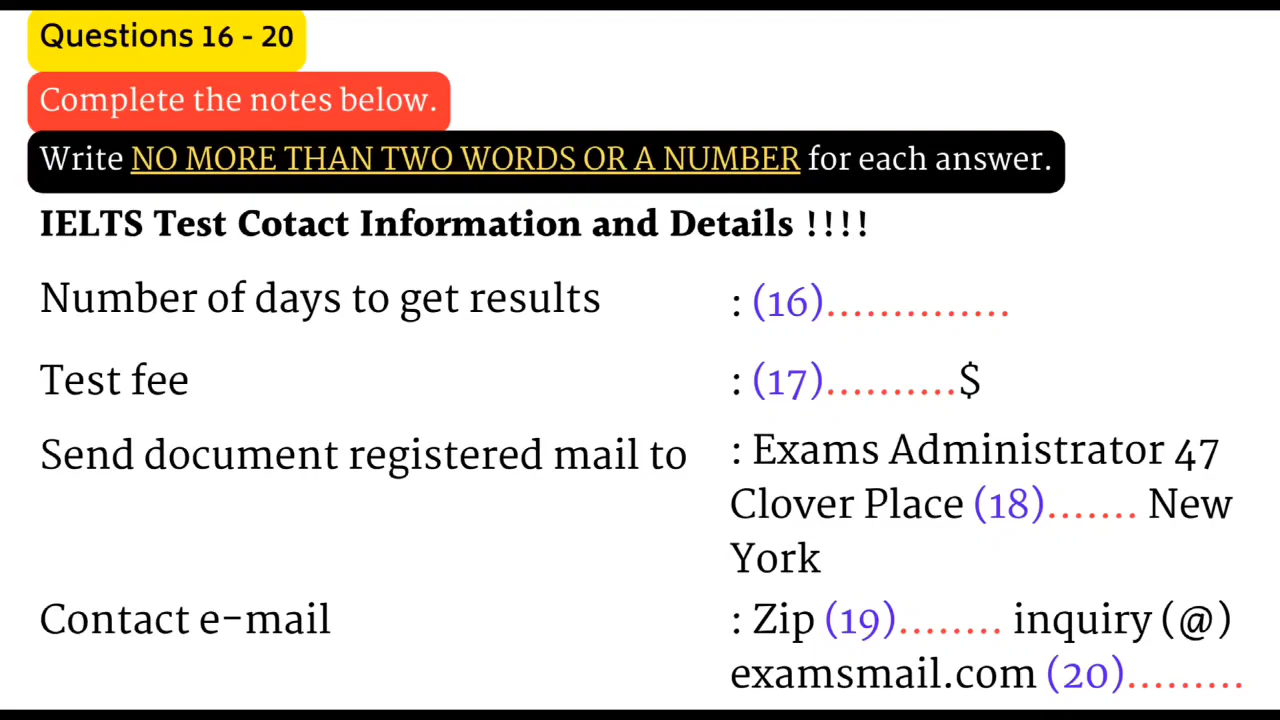 Questions 16 - 20
Complete the notes below.
Write NO MORE THAN TWO WORDS OR A NUMBER for each answer.
IELTS Test Cotact Information and Details !!!!
Number of days to get results : (16)..............
Test fee : (17)..........$
Send document registered mail to : Exams Administrator 47
Clover Place (18)....... New
York
Contact e-mail : Zip (19)........ inquiry (@)
examsmail.com (20).........